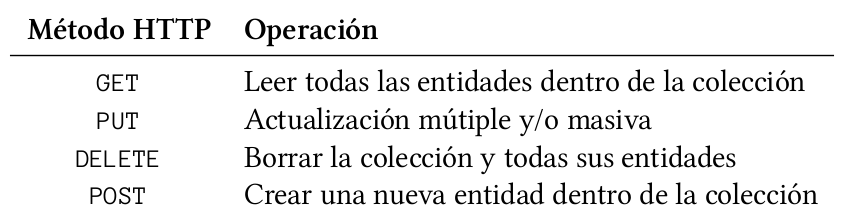 Método HTTP Operación
GET Leer todas las entidades dentro de la colección
PUT Actualización mútiple y/o masiva
DELETE Borrar la colección y todas sus entidades
POST Crear una nueva entidad dentro de la colección